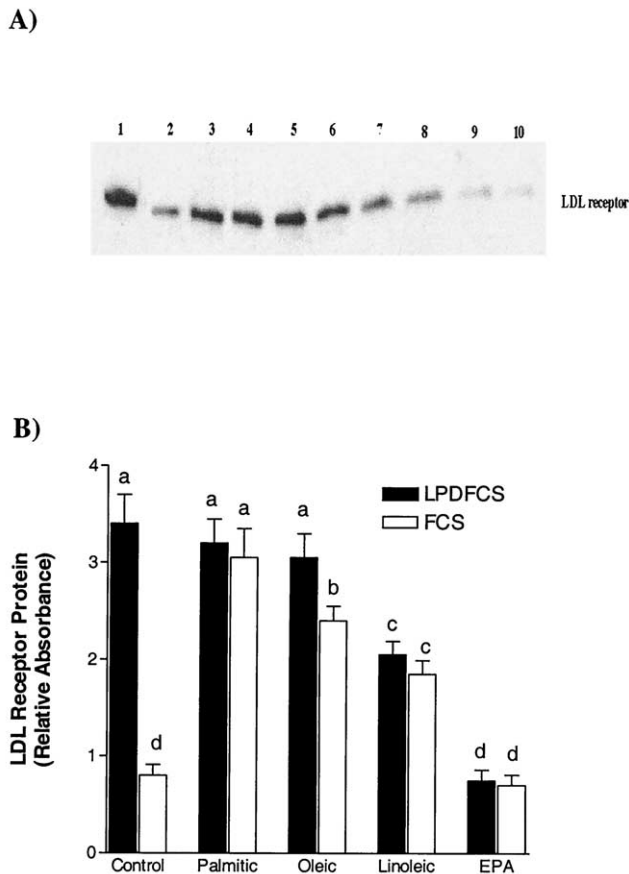 A)
1 2 3 4 5 6 7 8 9 10
LDL receptor
B)
LDL Receptor Protein
(Relative Absorbance)
4
3
2
1
0
LPDFCS
FCS
a d a a a b c c d d
Control Palmitic Oleic Linoleic EPA